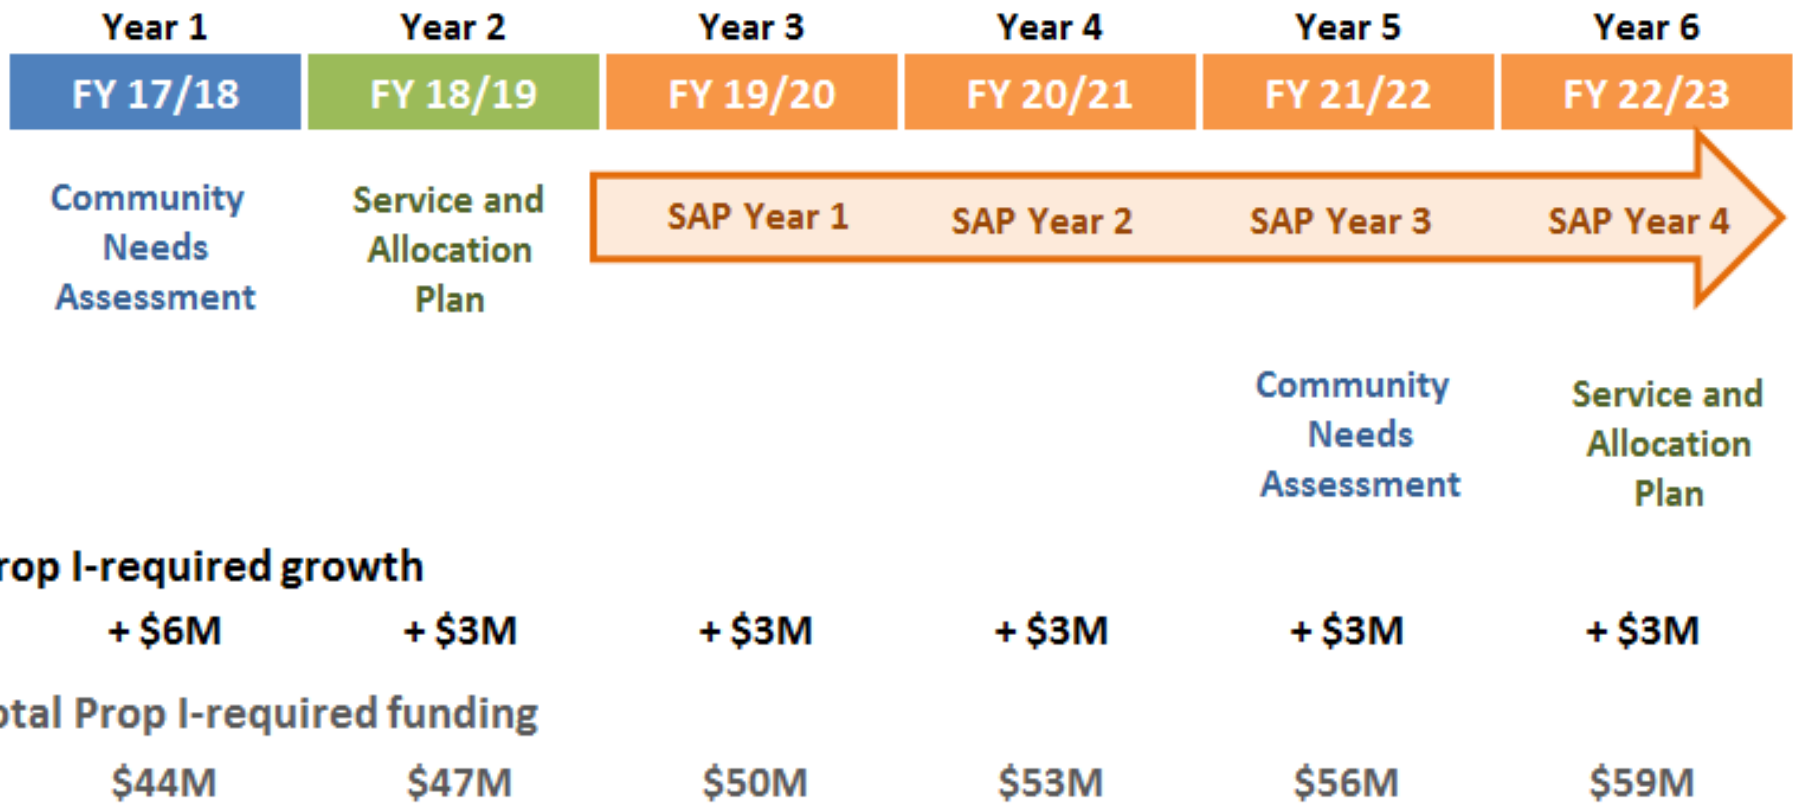 Year 1 Year 2 Year 3 Year 4 Year 5 Year 6
FY 17/18 FY 18/19 FY 19/20 FY 20/21 FY 21/22 FY 22/23
Community
Needs
Assessment
Service and
Allocation
Plan
SAP Year 1 SAP Year 2 SAP Year 3 SAP Year 4
Community
Needs
Assessment
Service and
Allocation
Plan
rop I-required growth
+ $6M + $3M + $3M + $3M + $3M + $3M
otal Prop I-required funding
$44M $47M $50M $53M $56M $59M